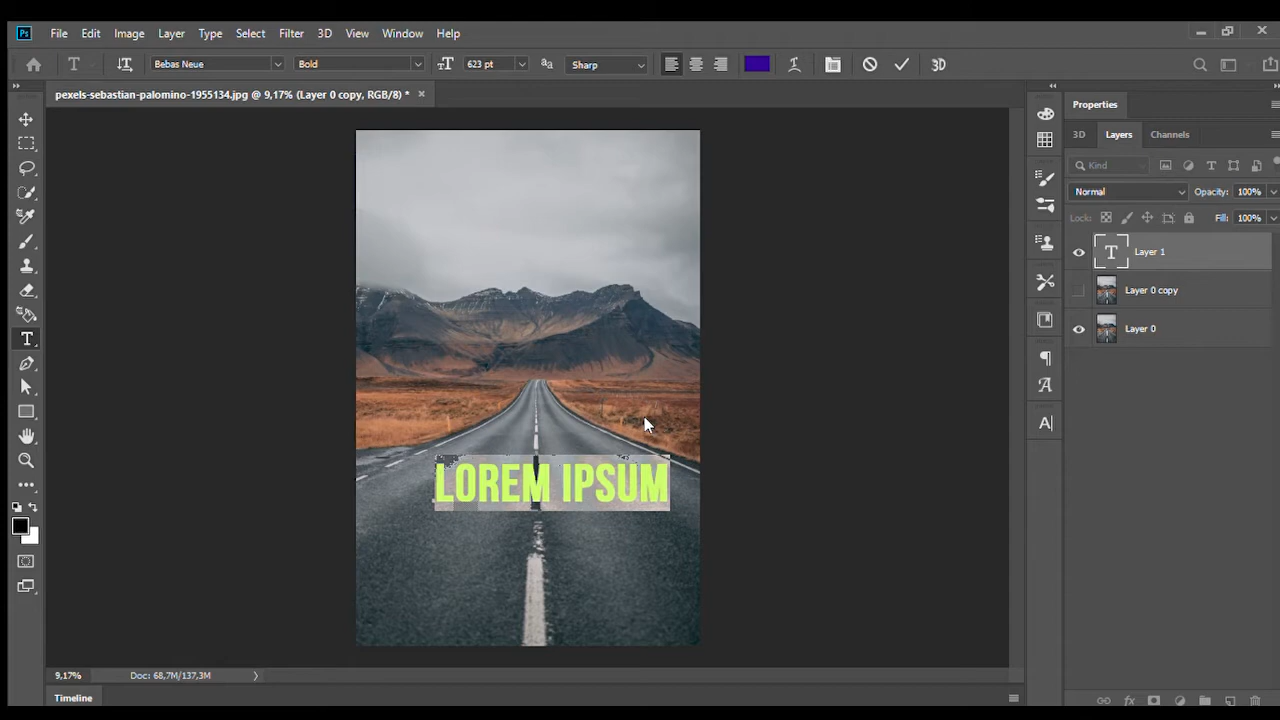 Ps File Edit Image Layer Type Select Filter 3D View Window Help
T Bebas Neue Bold 623 pt Sharp 3D
pexels-sebastian-palomino-1955134.jpg @ 9,17% (Layer 0 copy, RGB/8) *
Properties
3D Layers Channels
Kind
Normal Opacity: 100%
Lock: Fill: 100%
T Layer 1
Layer 0 copy
Layer 0
LOREM IPSUM
9,17% Doc: 68,7M/137,3M
Timeline